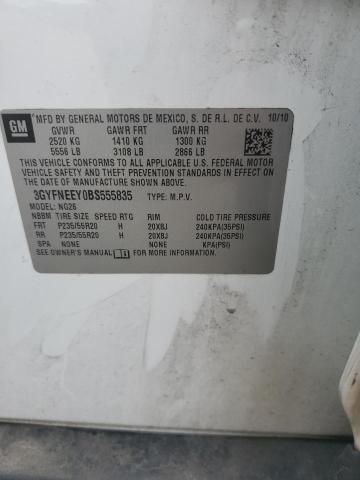 GM
MFD BY GENERAL MOTORS DE MEXICO, S. DE R.L. DE C.V. 10/10
GVWR GAWR FRT GAWR RR
2520 KG 1410 KG 1300 KG
5556 LB 3108 LB 2866 LB
THIS VEHICLE CONFORMS TO ALL APPLICABLE U.S. FEDERAL MOTOR
VEHICLE SAFETY, BUMPER, AND THEFT PREVENTION STANDARDS
IN EFFECT ON THE DATE OF MANUFACTURE SHOWN ABOVE.
3GYFNEEY0BS555835 TYPE: M.P.V.
MODEL: NG26
NBBM TIRE SIZE SPEED RTG RIM COLD TIRE PRESSURE
FRT P235/55R20 H 20X8J 240KPA(35PSI)
RR P235/55R20 H 20X8J 240KPA(35PSI)
SPA NONE KPA(PSI)
SEE OWNER'S MANUAL FOR MORE INFORMATION